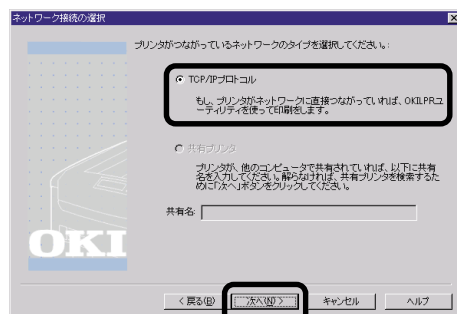 ネットワーク接続の選択
プリンタがつながっているネットワークのタイプを選択してください。:
TCP/IPプロトコル
もし、プリンタがネットワークに直接つながっていれば、OKILPRユ
ーティリティを使って印刷をします。
共有プリンタ
プリンタが、他のコンピュータで共有されていれば、以下に共有
名を入力してください。解らなければ、共有プリンタを検索するた
めに「次へ」ボタンをクリックしてください。
共有名:
OKI
< 戻る(B)
次へ(N) >
キャンセル
ヘルプ